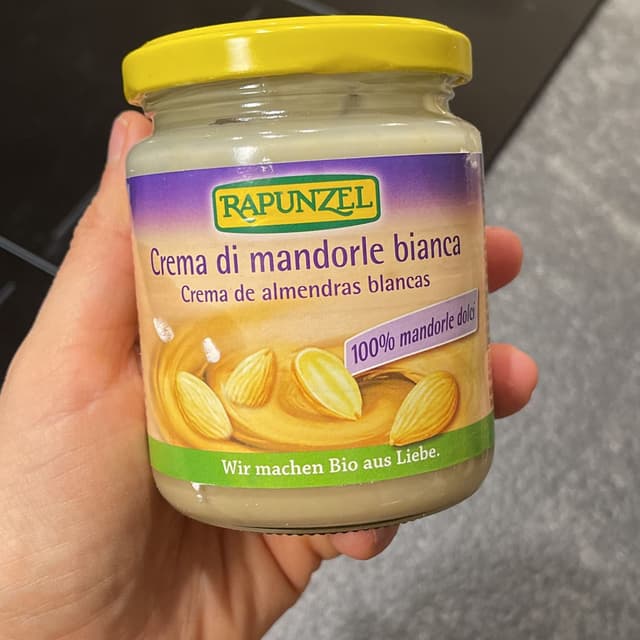 RAPUNZEL
Crema di mandorle bianca
Crema de almendras blancas
100% mandorle dolci
Wir machen Bio aus Liebe.